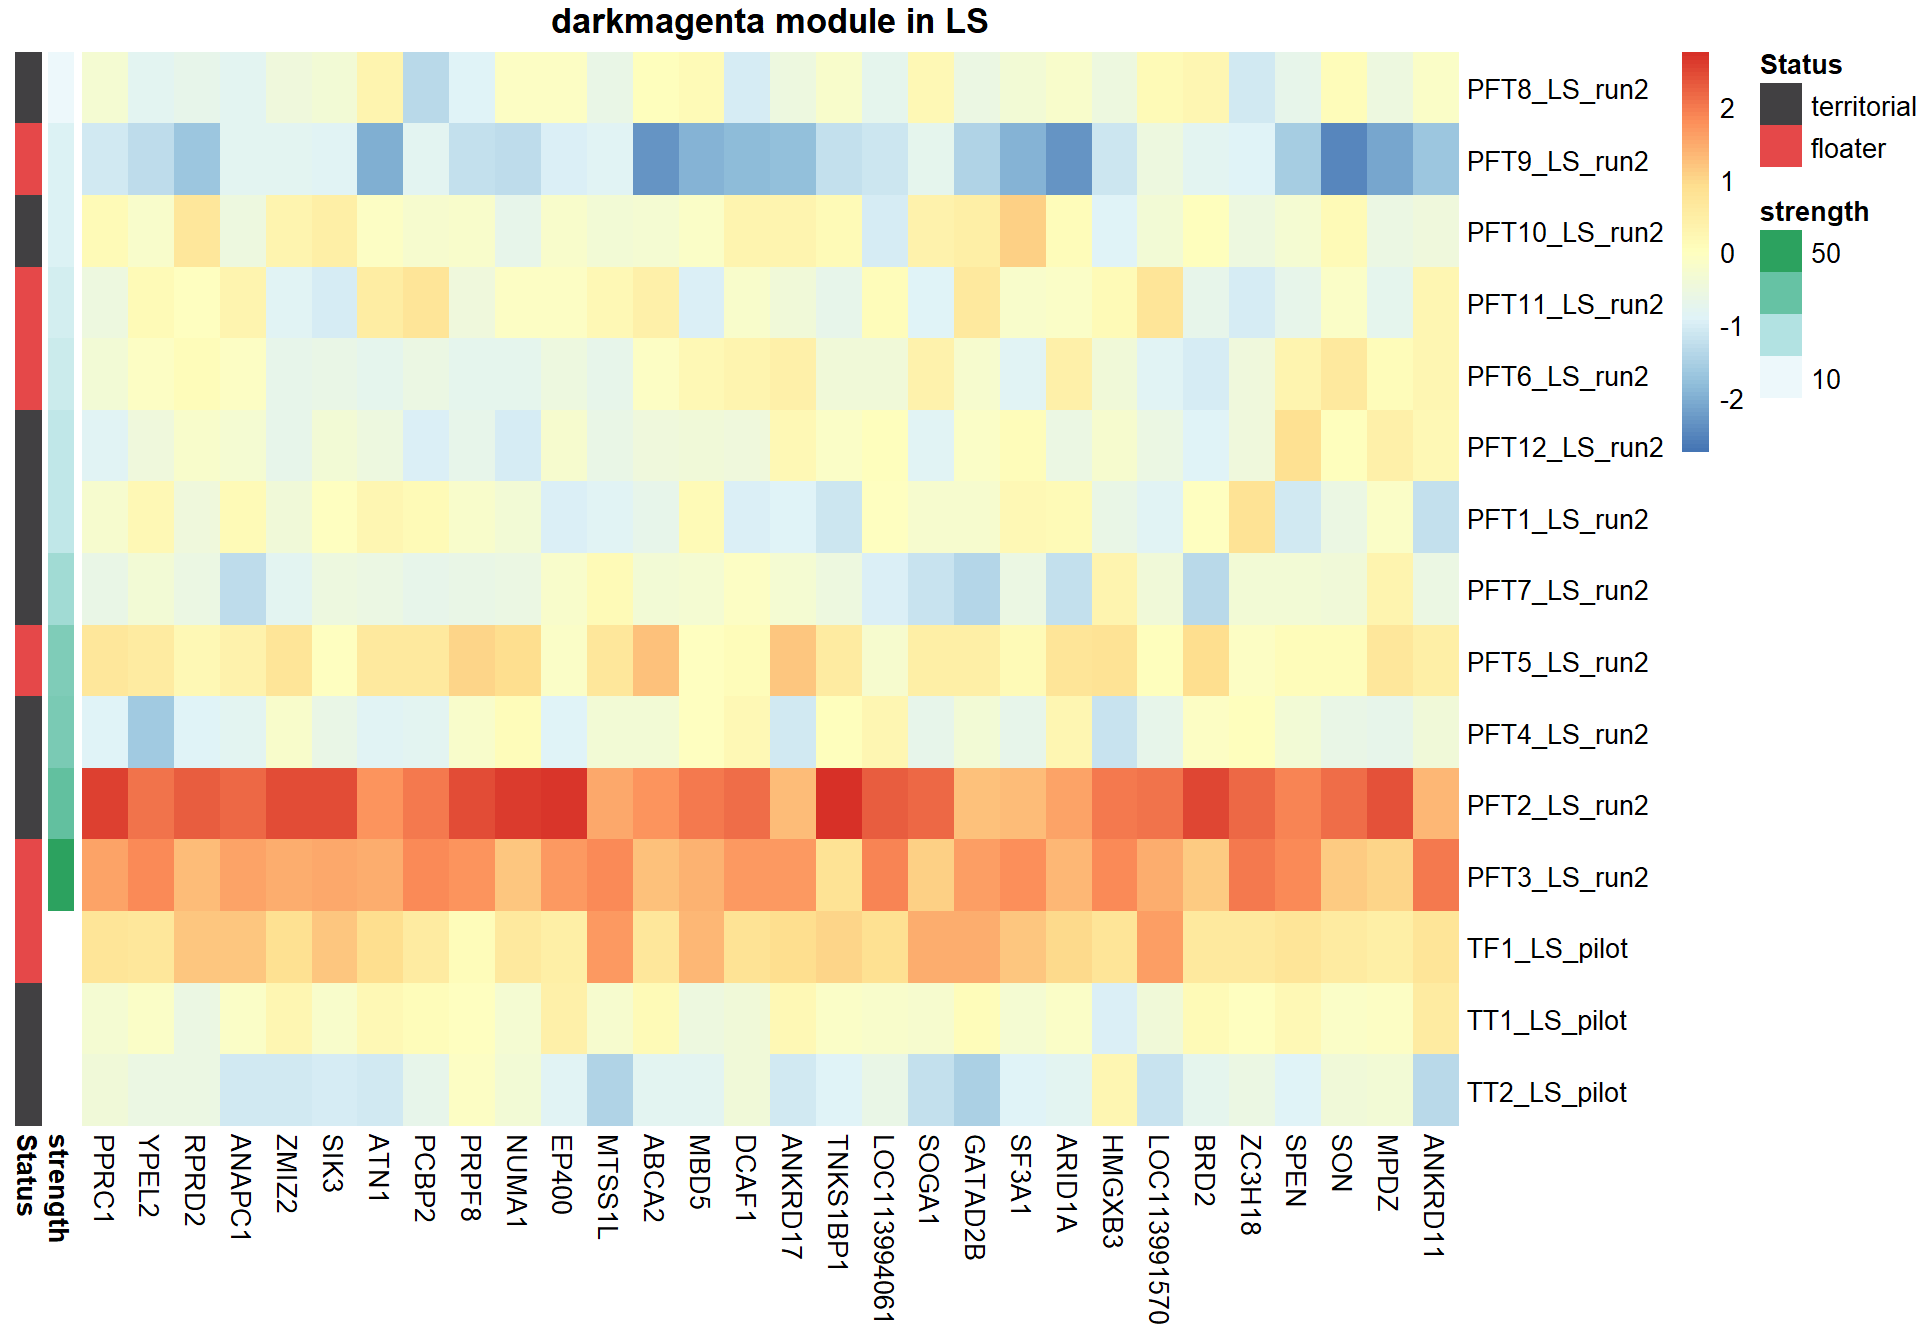 darkmagenta module in LS
PFT8_LS_run2
PFT9_LS_run2
PFT10_LS_run2
PFT11_LS_run2
PFT6_LS_run2
PFT12_LS_run2
PFT1_LS_run2
PFT7_LS_run2
PFT5_LS_run2
PFT4_LS_run2
PFT2_LS_run2
PFT3_LS_run2
TF1_LS_pilot
TT1_LS_pilot
TT2_LS_pilot
2
1
0
-1
-2
Status
territorial
floater
strength
50
10
Status
strength
PPRC1
YPEL2
RPRD2
ANAPC1
ZMIZ2
SIK3
ATN1
PCBP2
PRPF8
NUMA1
EP400
MTSS1L
ABCA2
MBD5
DCAF1
ANKRD17
TNKS1BP1
LOC113994061
SOGA1
GATAD2B
SF3A1
ARID1A
HMGXB3
LOC113991570
BRD2
ZC3H18
SPEN
SON
MPDZ
ANKRD11